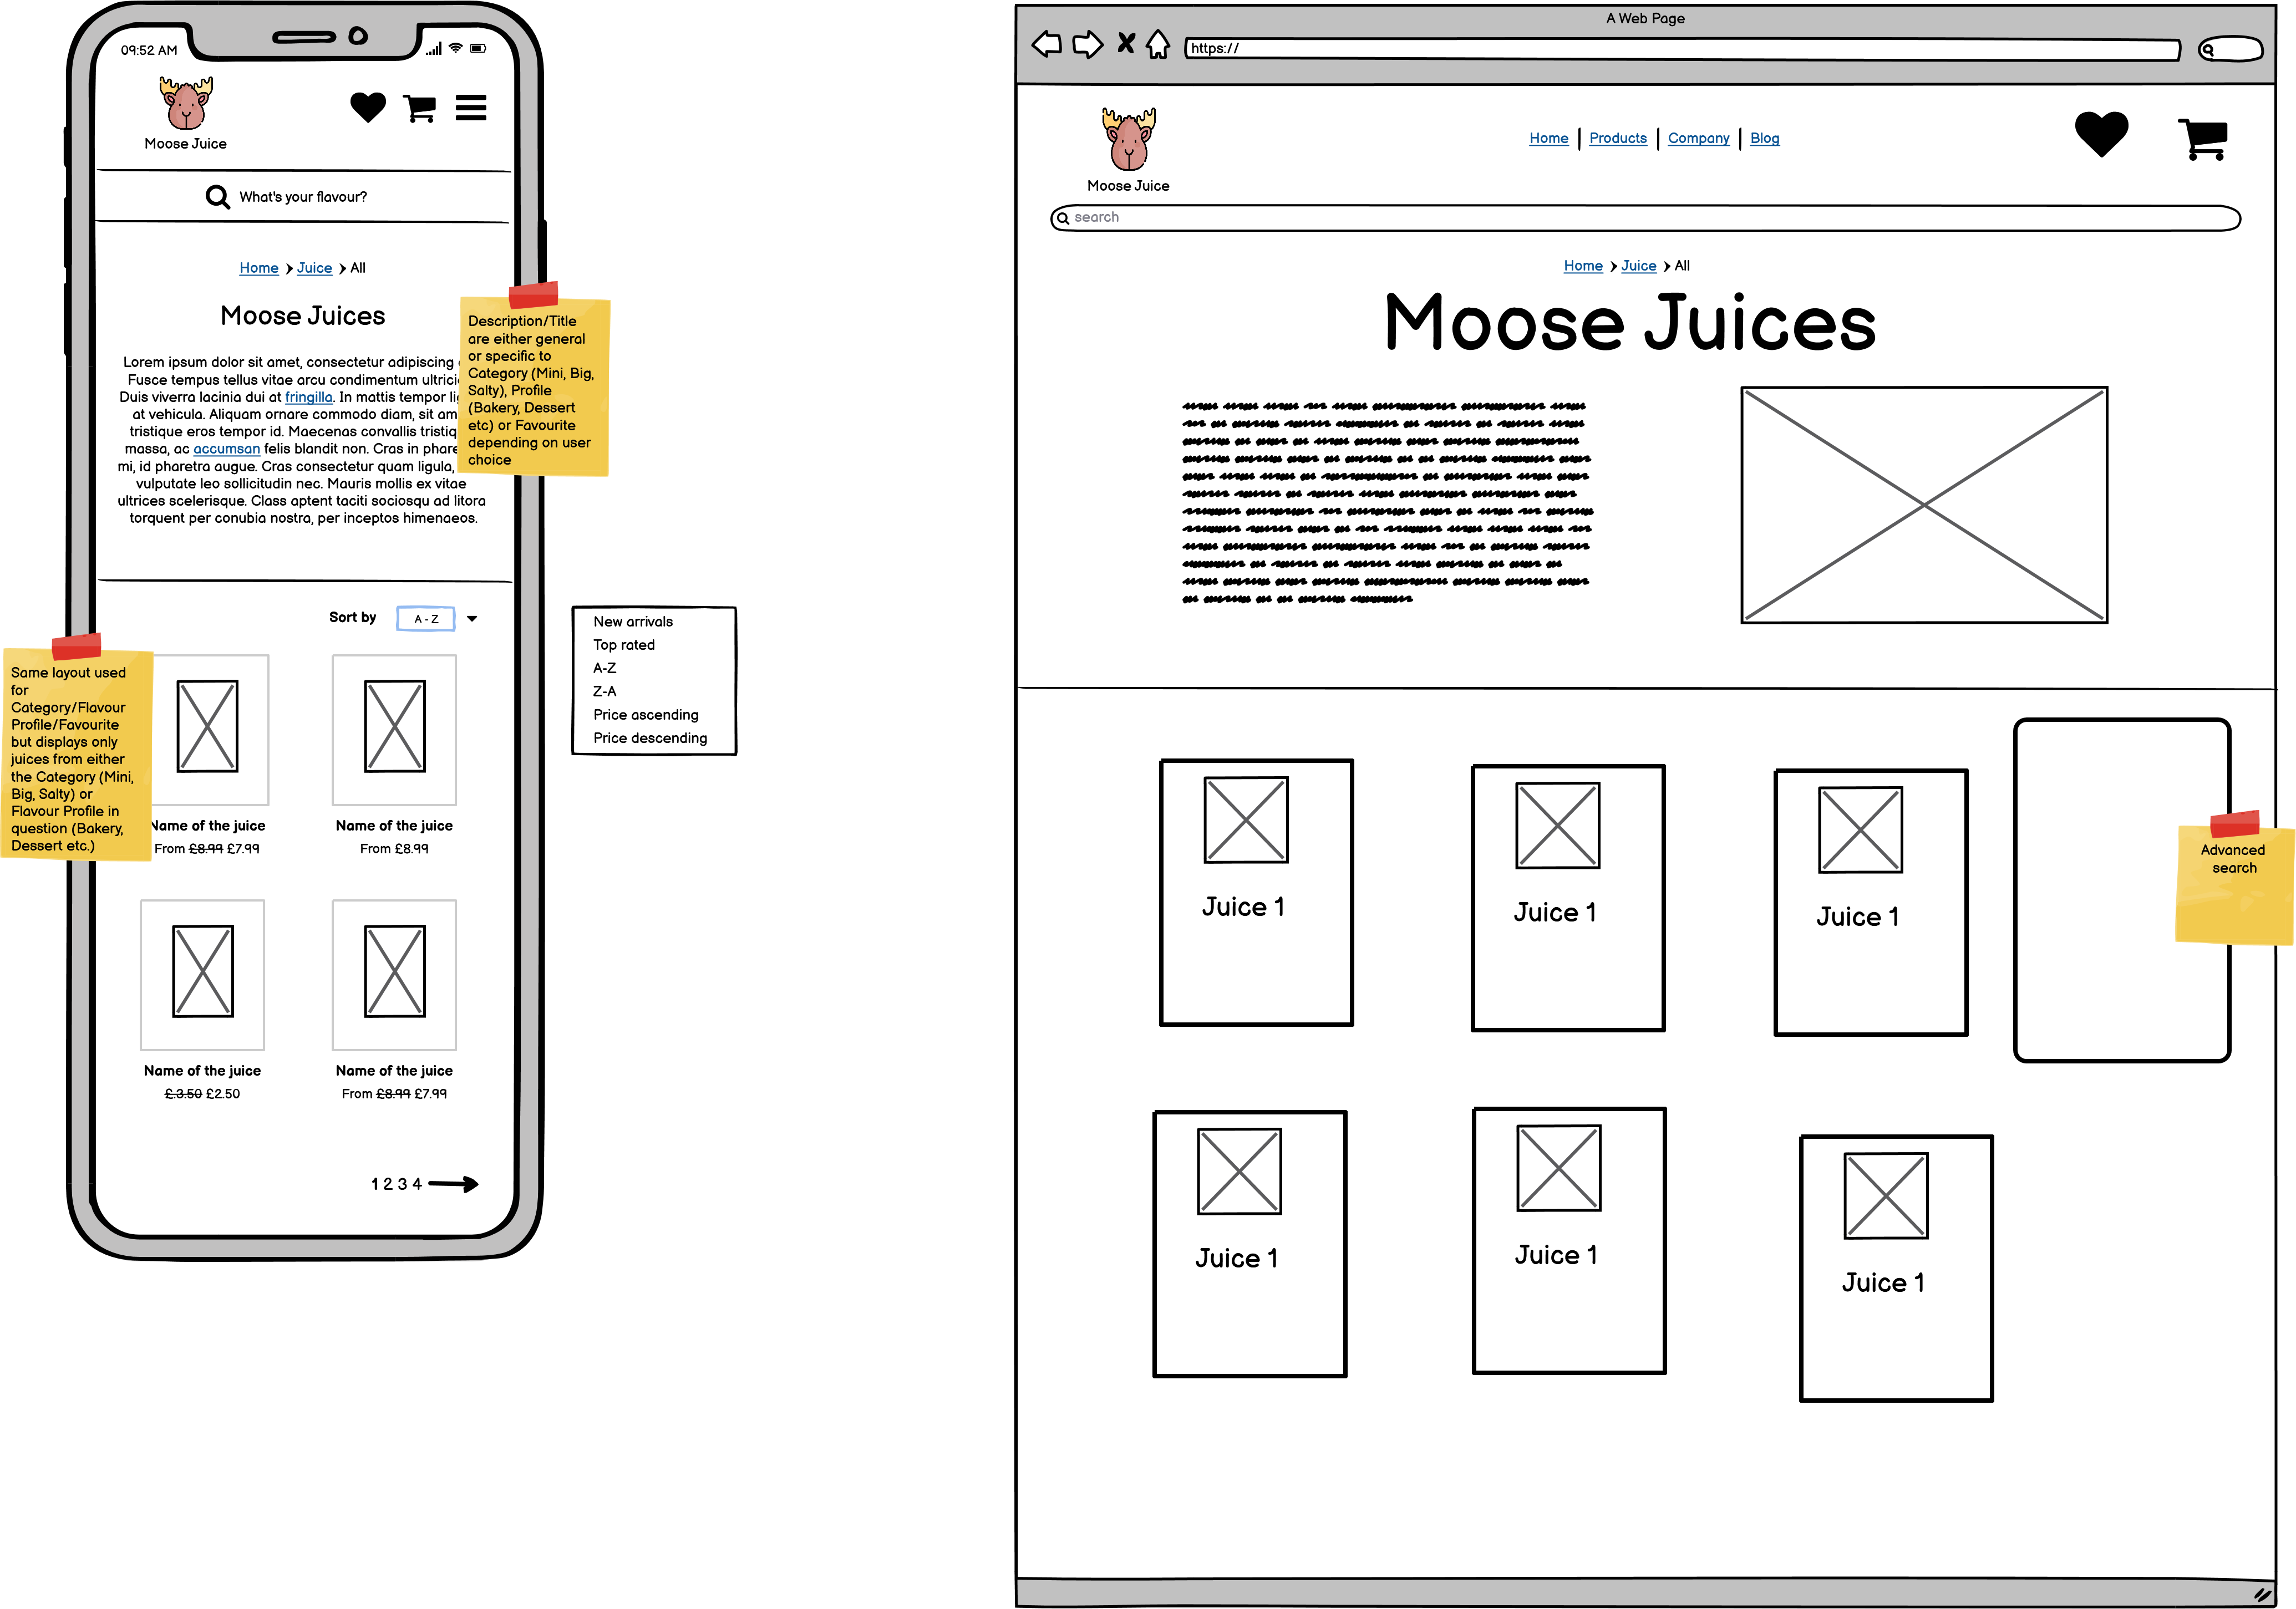 09:52 AM
Moose Juice
What's your flavour?
Home > Juice > All
Moose Juices
Lorem ipsum dolor sit amet, consectetur adipiscing
Fusce tempus tellus vitae arcu condimentum
Duis viverra lacinia dui at fringilla. In mattis tempor
at vehicula. Aliquam ornare commodo diam, sit
tristique eros tempor id. Maecenas convallis
massa, ac accumsan felis blandit non. Cras in
mi, id pharetra augue. Cras consectetur quam ligula,
vulputate leo sollicitudin nec. Mauris mollis ex vitae
ultrices scelerisque. Class aptent taciti sociosqu ad litora
torquent per conubia nostra, per inceptos himenaeos.
Description/Title
are either general
or specific to
Category (Mini, Big,
Salty), Profile
(Bakery, Dessert
etc) or Favourite
depending on user
choice
Sort by A - Z
New arrivals
Top rated
A-Z
Z-A
Price ascending
Price descending
Same layout used
for
Category/Flavour
Profile/Favourite
but displays only
juices from either
the Category (Mini,
Big, Salty) or
Flavour Profile in
question (Bakery,
Dessert etc.)
Name of the juice
From £8.99 £7.99
Name of the juice
From £8.99
Name of the juice
£.3.50 £2.50
Name of the juice
From £8.99 £7.99
1 2 3 4
A Web Page
https://
Moose Juice
Home | Products | Company | Blog
search
Home > Juice > All
Moose Juices
Juice 1
Juice 1
Juice 1
Advanced
search
Juice 1
Juice 1
Juice 1